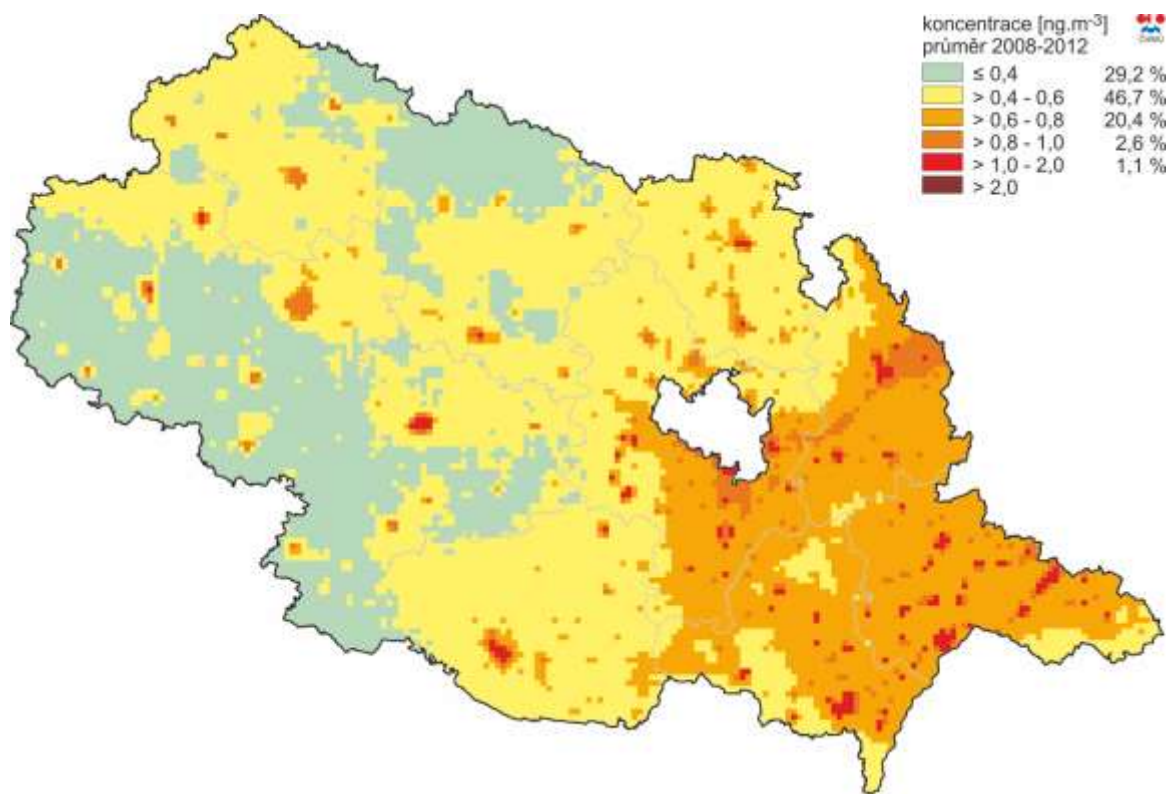 koncentrace [ng.m-3]
průměr 2008-2012
≤ 0,4 29,2 %
> 0,4 - 0,6 46,7 %
> 0,6 - 0,8 20,4 %
> 0,8 - 1,0 2,6 %
> 1,0 - 2,0 1,1 %
> 2,0